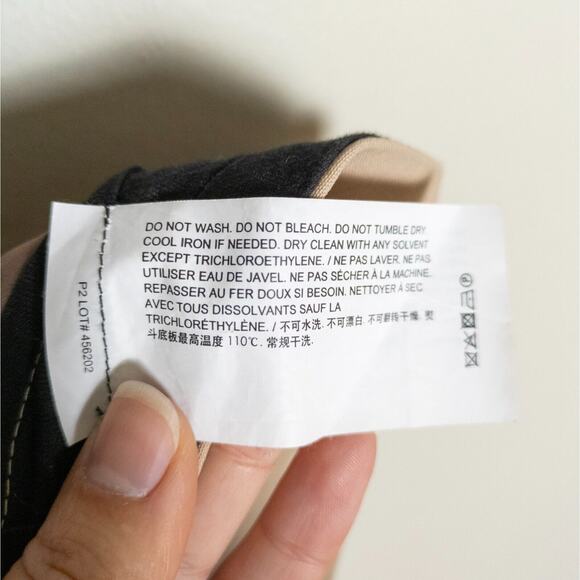 DO NOT WASH. DO NOT BLEACH. DO NOT TUMBLE DRY.
COOL IRON IF NEEDED. DRY CLEAN WITH ANY SOLVENT
EXCEPT TRICHLOROETHYLENE. / NE PAS LAVER. NE PAS
UTILISER EAU DE JAVEL. NE PAS SÉCHER À LA MACHINE.
REPASSER AU FER DOUX SI BESOIN. NETTOYER À SEC
AVEC TOUS DISSOLVANTS SAUF LA
TRICHLORÉTHYLÈNE. / 不可水洗. 不可漂白. 不可翻转干燥. 熨
斗底板最高温度 110℃. 常规干洗.
P2 LOT# 456202